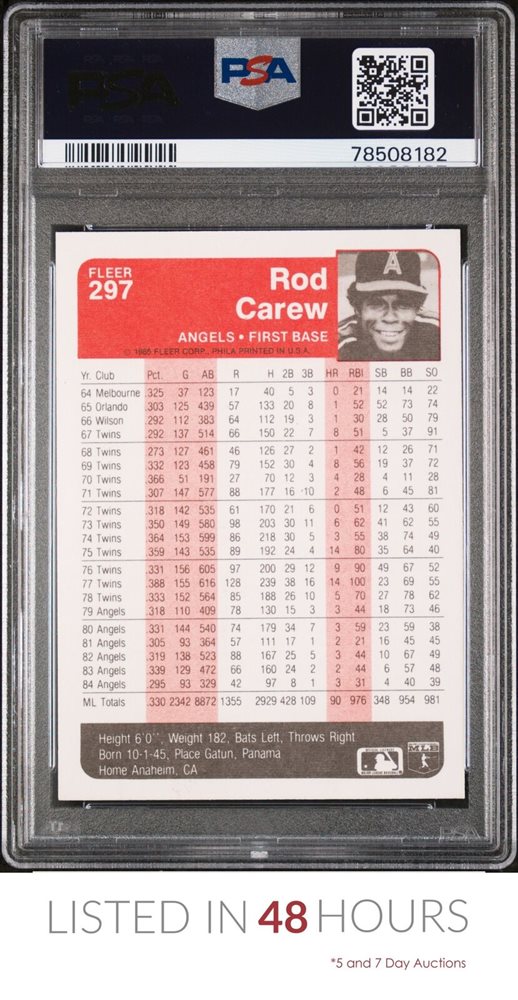 PSA
PSA
78508182
FLEER
297
Rod
Carew
A
ANGELS • FIRST BASE
© 1985 FLEER CORP., PHILA PRINTED IN U.S.A.
Yr. Club Pct. G AB R H 2B 3B HR RBI SB BB SO
64 Melbourne .325 37 123 17 40 5 3 0 21 14 14 22
65 Orlando .303 125 439 57 133 20 8 1 52 52 73 74
66 Wilson .292 112 383 64 112 19 3 1 30 28 50 79
67 Twins .292 137 514 66 150 22 7 8 51 5 37 91
68 Twins .273 127 461 46 126 27 2 1 42 12 26 71
69 Twins .332 123 458 79 152 30 4 8 56 19 37 72
70 Twins .366 51 191 27 70 12 3 4 28 4 11 28
71 Twins .307 147 577 88 177 16 10 2 48 6 45 81
72 Twins .318 142 535 61 170 21 6 0 51 12 43 60
73 Twins .350 149 580 98 203 30 11 6 62 41 62 55
74 Twins .364 153 599 86 218 30 5 3 55 38 74 49
75 Twins .359 143 535 89 192 24 4 14 80 35 64 40
76 Twins .331 156 605 97 200 29 12 9 90 49 67 52
77 Twins .388 155 616 128 239 38 16 14 100 23 69 55
78 Twins .333 152 564 85 188 26 10 5 70 27 78 62
79 Angels .318 110 409 78 130 15 3 3 44 18 73 46
80 Angels .331 144 540 74 179 34 7 3 59 23 59 38
81 Angels .305 93 364 57 111 17 1 2 21 16 45 45
82 Angels .319 138 523 88 167 25 5 3 44 10 67 49
83 Angels .339 129 472 66 160 24 2 2 44 6 57 48
84 Angels .295 93 329 42 97 8 1 3 31 4 40 39
ML Totals .330 2342 8872 1355 2929 428 109 90 976 348 954 981
Height 6'0'', Weight 182, Bats Left, Throws Right
Born 10-1-45, Place Gatun, Panama
Home Anaheim, CA
MLB
PSA
LISTED IN 48 HOURS
*5 and 7 Day Auctions